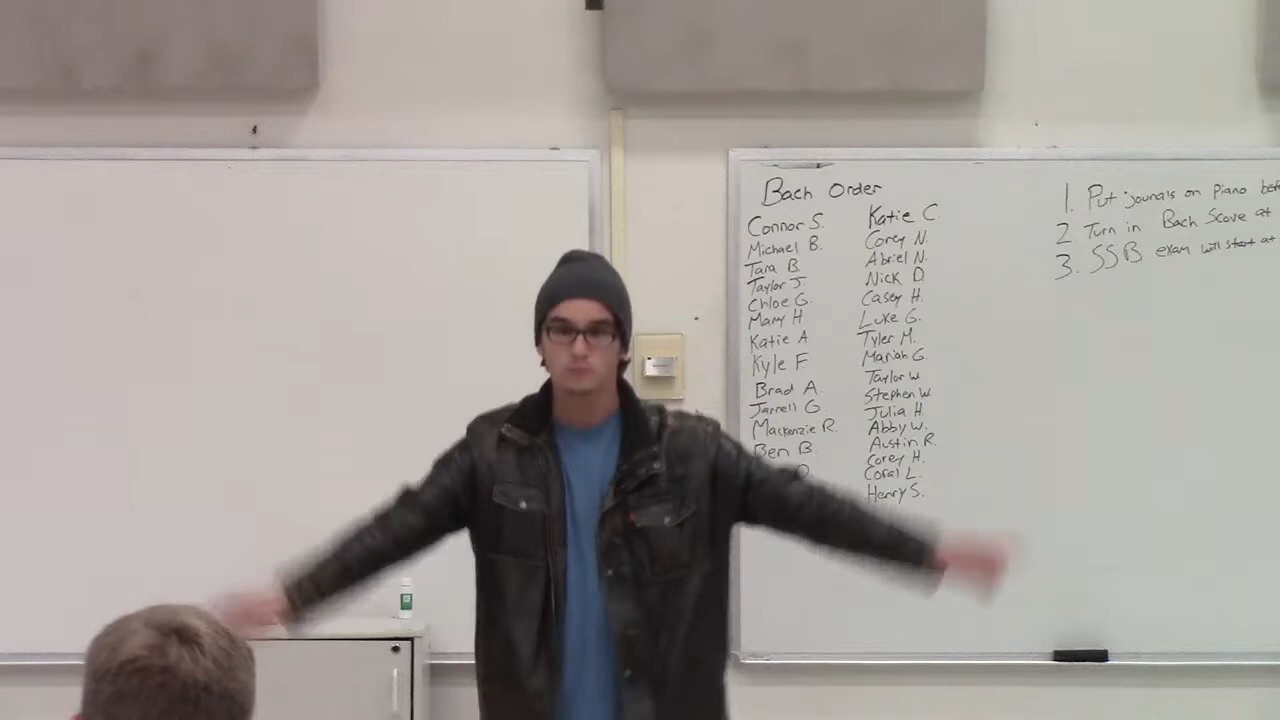 Bach Order
Connor S.
Michael B.
Tara B.
Taylor J.
Chloe G.
Mary H.
Katie A
Kyle F
Brad A.
Jarrell G
Mackenzie R.
Ben B.
Katie C.
Corey N.
Abriel N.
Nick D
Casey H.
Luke G.
Tyler M.
Mariah G.
Taylor W
Stephen W
Julia H.
Abby W.
Austin R.
Corey H.
Coral L.
Henry S.
1. Put jounals on Piano
2. Turn in Bach Score at
3. SSB exam will start at